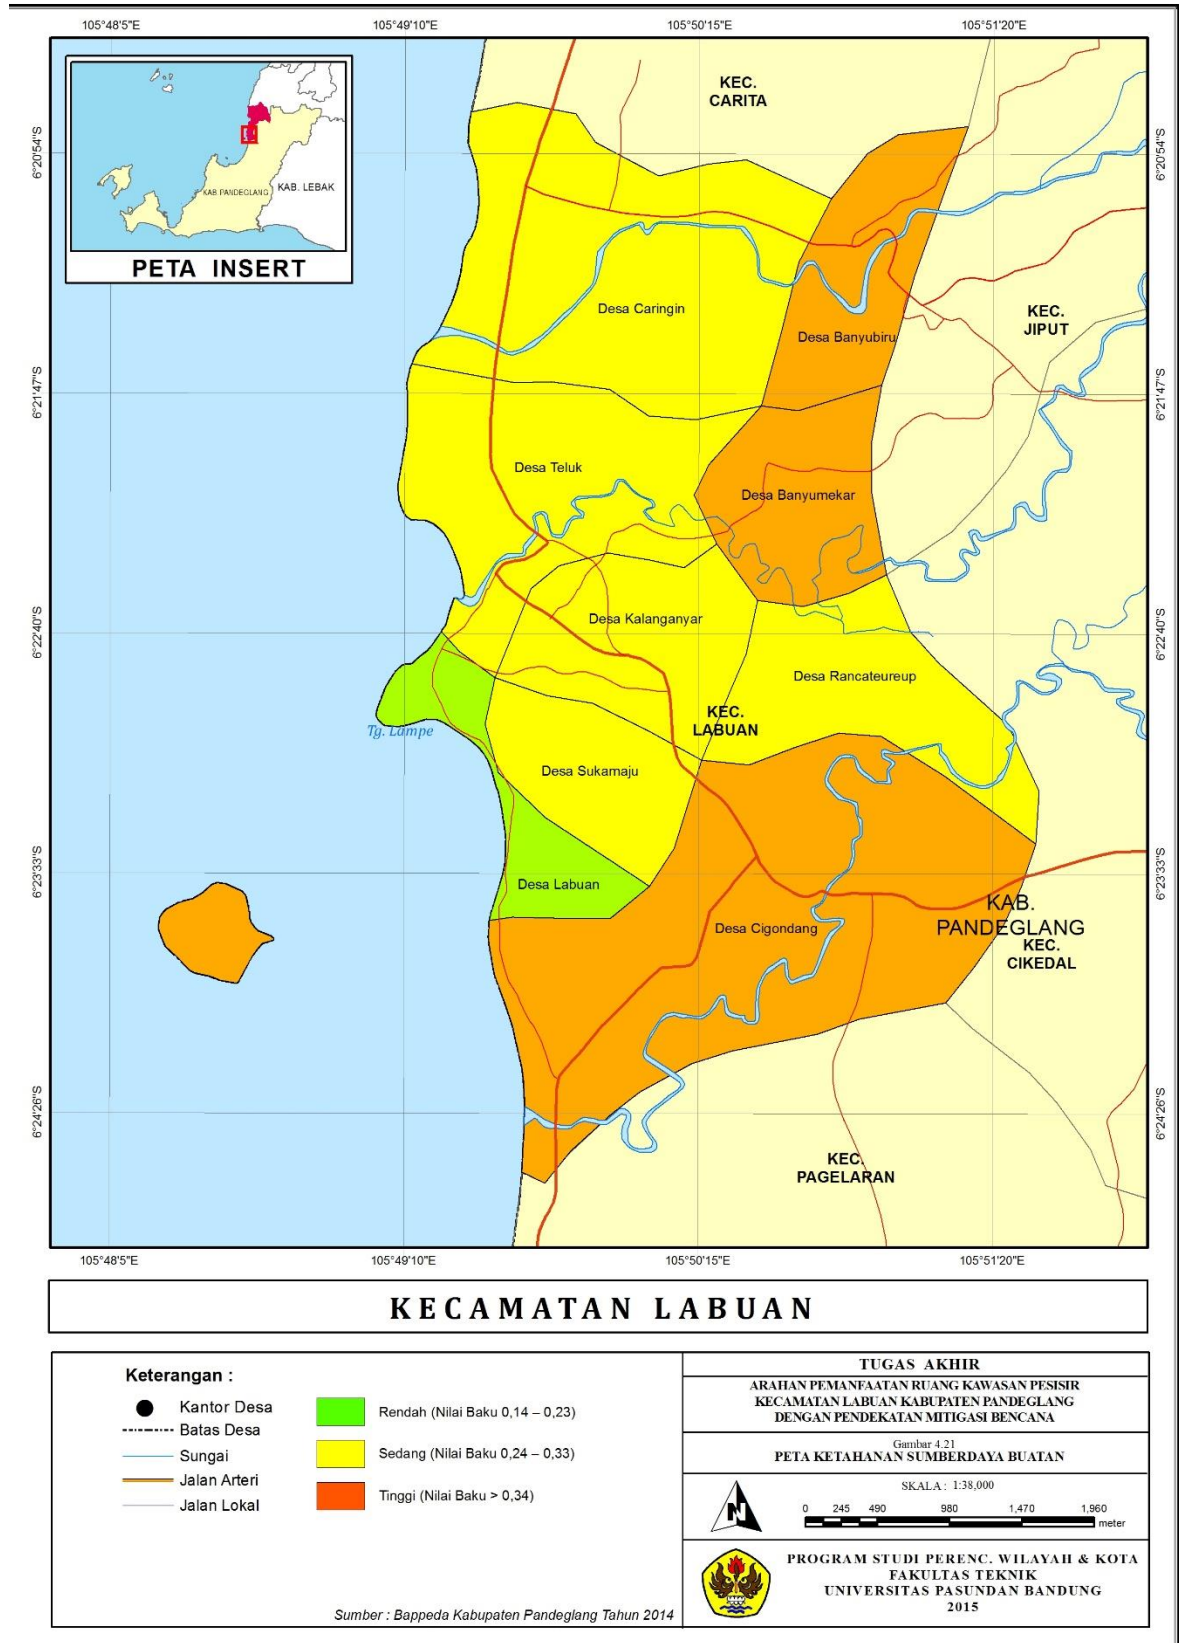 105°48'5"E
105°49'10"E
105°50'15"E
105°51'20"E
KEC.
CARITA
6°20'54"S
6°20'54"S
KAB PANDEGLANG
KAB. LEBAK
PETA INSERT
Desa Caringin
KEC.
JIPUT
Desa Banyubiru
6°21'47"S
6°21'47"S
Desa Teluk
Desa Banyumekar
Desa Kalanganyar
6°22'40"S
6°22'40"S
Desa Rancateureup
KEC.
LABUAN
Tg. Lampe
Desa Sukamaju
6°23'33"S
6°23'33"S
Desa Labuan
KAB.
PANDEGLANG
Desa Cigondang
KEC.
CIKEDAL
6°24'26"S
6°24'26"S
KEC.
PAGELARAN
105°48'5"E
105°49'10"E
105°50'15"E
105°51'20"E
KECAMATAN LABUAN
Keterangan :
Kantor Desa
Batas Desa
Sungai
Jalan Arteri
Jalan Lokal
Rendah (Nilai Baku 0,14 – 0,23)
Sedang (Nilai Baku 0,24 – 0,33)
Tinggi (Nilai Baku > 0,34)
Sumber : Bappeda Kabupaten Pandeglang Tahun 2014
TUGAS AKHIR
ARAHAN PEMANFAATAN RUANG KAWASAN PESISIR
KECAMATAN LABUAN KABUPATEN PANDEGLANG
DENGAN PENDEKATAN MITIGASI BENCANA
Gambar 4.21
PETA KETAHANAN SUMBERDAYA BUATAN
SKALA : 1:38,000
N
0 245 490 980 1,470 1,960
meter
PROGRAM STUDI PERENC. WILAYAH & KOTA
FAKULTAS TEKNIK
UNIVERSITAS PASUNDAN BANDUNG
2015